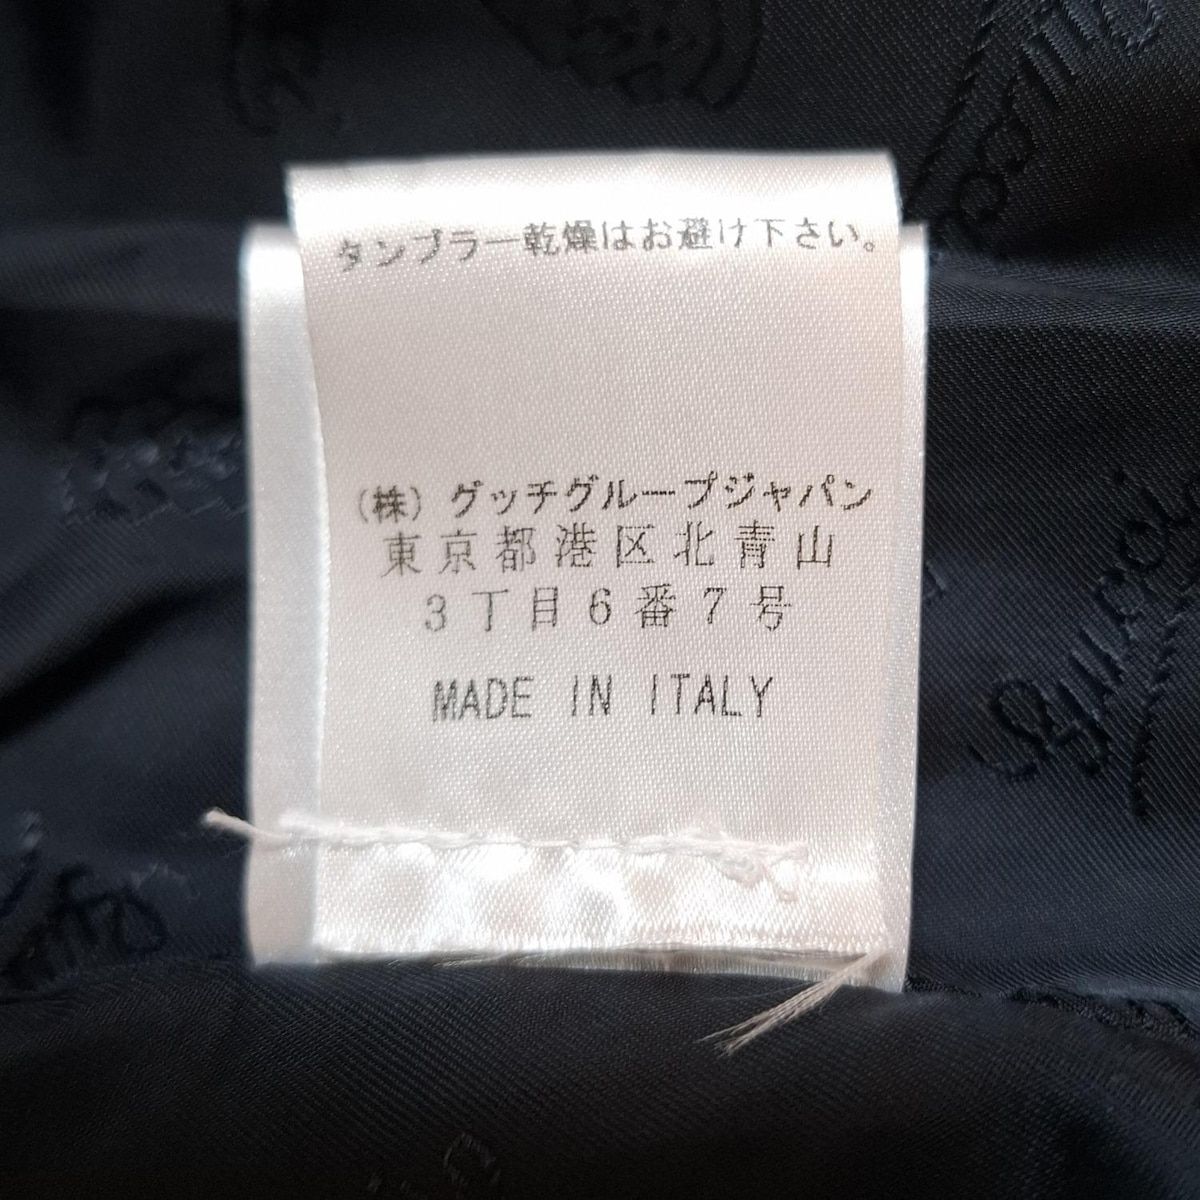 タンブラー乾燥はお避け下さい。
(株) グッチグループジャパン
東京都港区北青山
3丁目6番7号
MADE IN ITALY